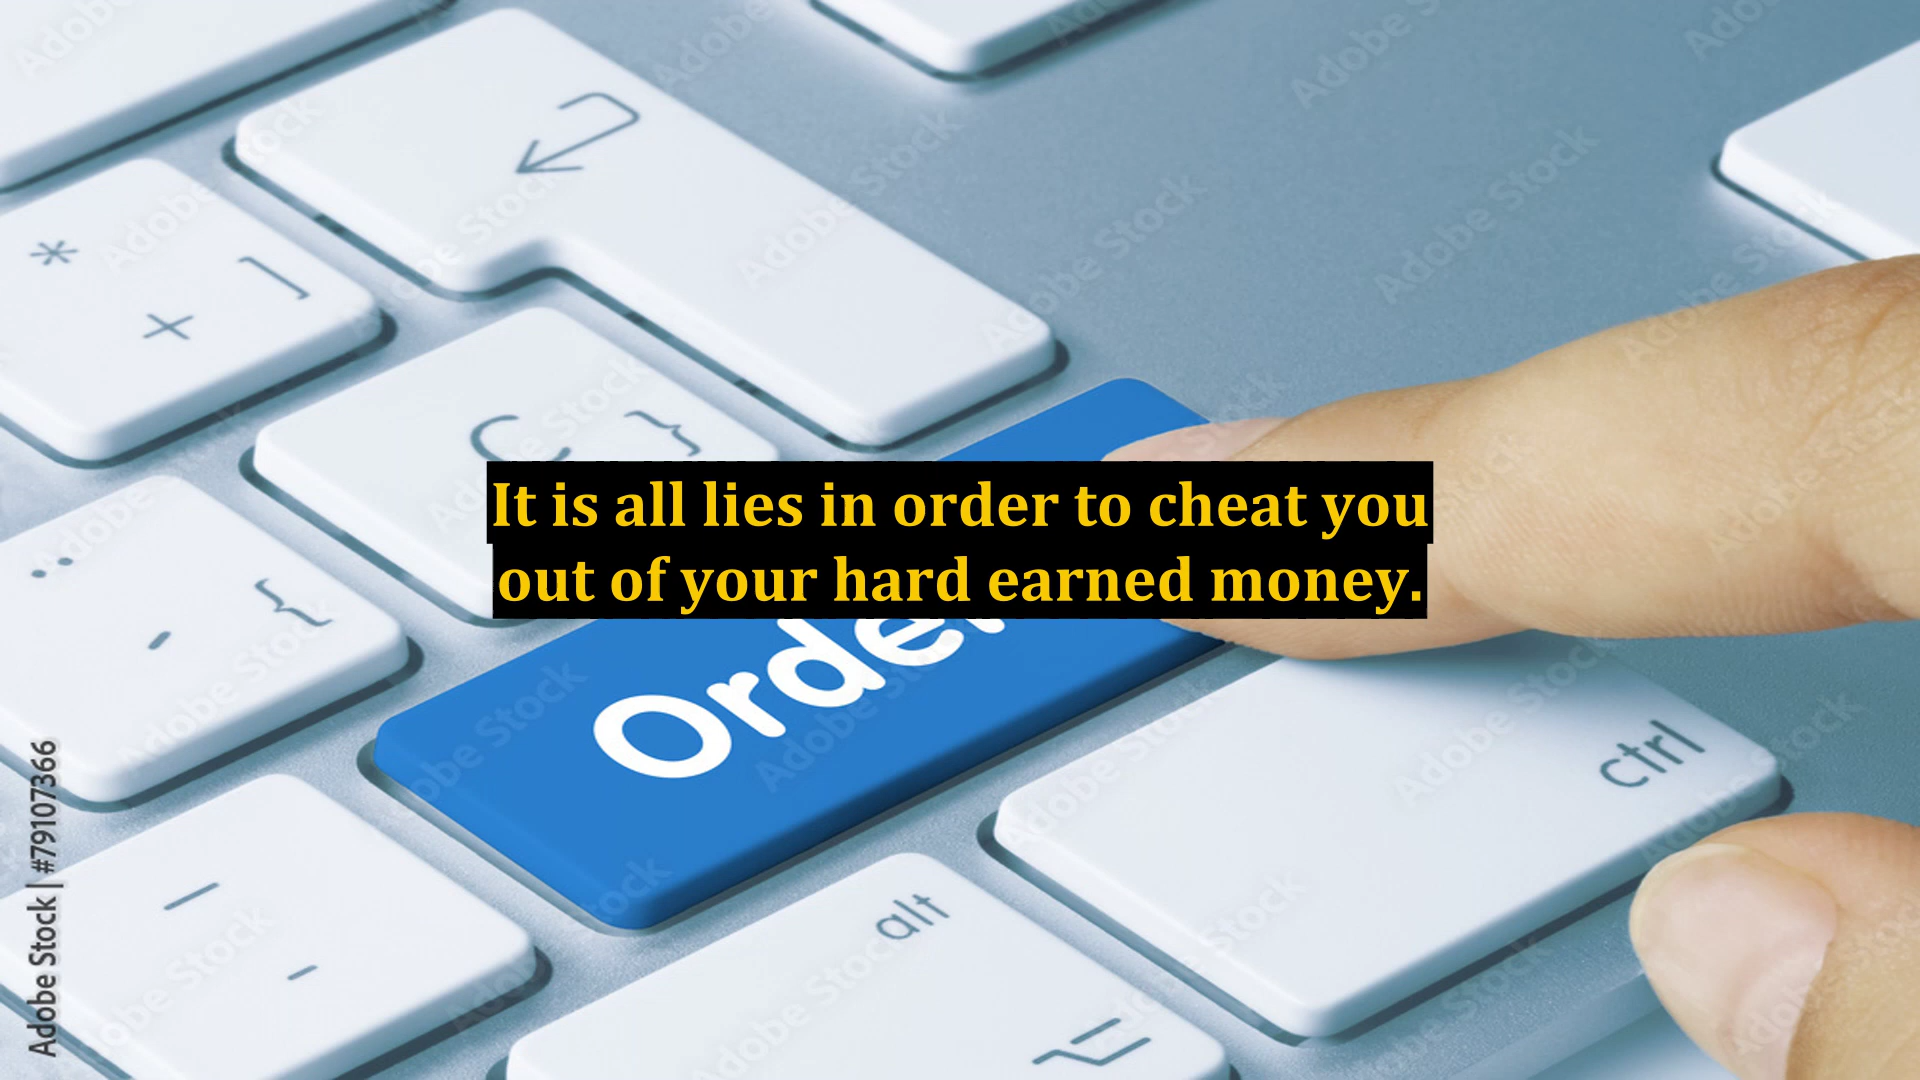 It is all lies in order to cheat you
out of your hard earned money.
Order
ctrl
alt
Adobe Stock | #79107366